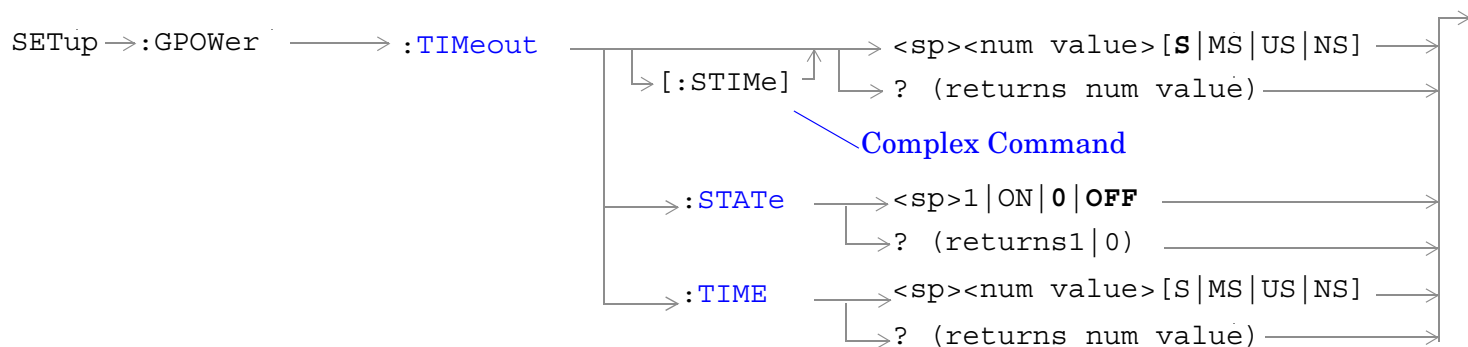 SETup :GPOWer :TIMeout <sp><num value>[S|MS|US|NS]
[:STIMe] ? (returns num value)
Complex Command
:STATe <sp>1|ON|0|OFF
? (returns1|0)
:TIME <sp><num value>[S|MS|US|NS]
? (returns num value)